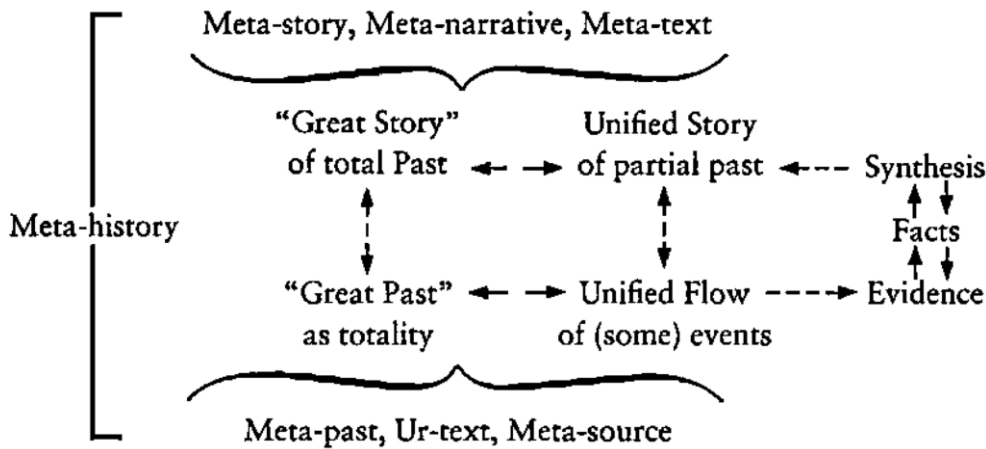 Meta-story, Meta-narrative, Meta-text
“Great Story” Unified Story
of total Past of partial past Synthesis
Meta-history Facts
“Great Past” Unified Flow Evidence
as totality of (some) events
Meta-past, Ur-text, Meta-source